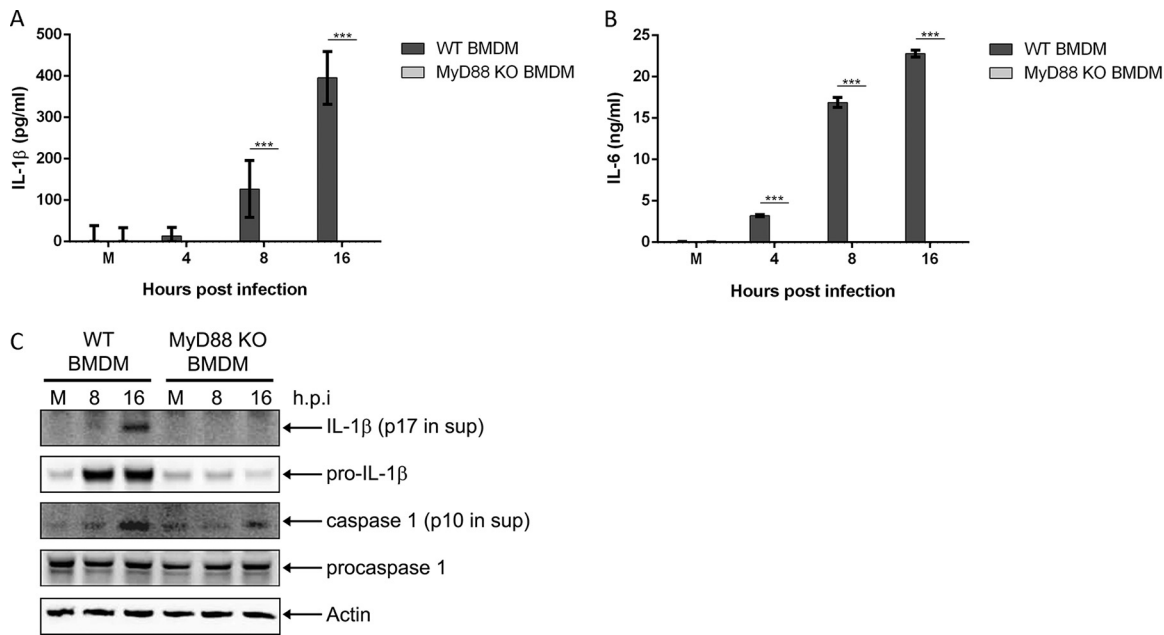 A
IL-1β (pg/ml)
500
400
300
200
100
0
***
***
M 4 8 16
Hours post infection
WT BMDM
MyD88 KO BMDM
B
IL-6 (ng/ml)
25
20
15
10
5
0
***
***
***
M 4 8 16
Hours post infection
WT BMDM
MyD88 KO BMDM
C
WT
BMDM
MyD88 KO
BMDM
M 8 16 M 8 16 h.p.i
IL-1β (p17 in sup)
pro-IL-1β
caspase 1 (p10 in sup)
procaspase 1
Actin